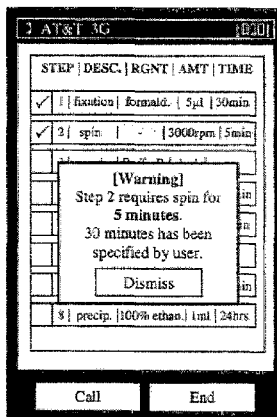 AT&T 3G
STEP | DESC. | RGNT | AMT | TIME
✓ 1 | fixation | formald. | 5μl | 30min
✓ 2 | spin | - | 3000rpm | 5min
[Warning]
Step 2 requires spin for
5 minutes.
30 minutes has been
specified by user.
Dismiss
8 | precip. | 100% ethan. | 1ml | 24hrs
Call End